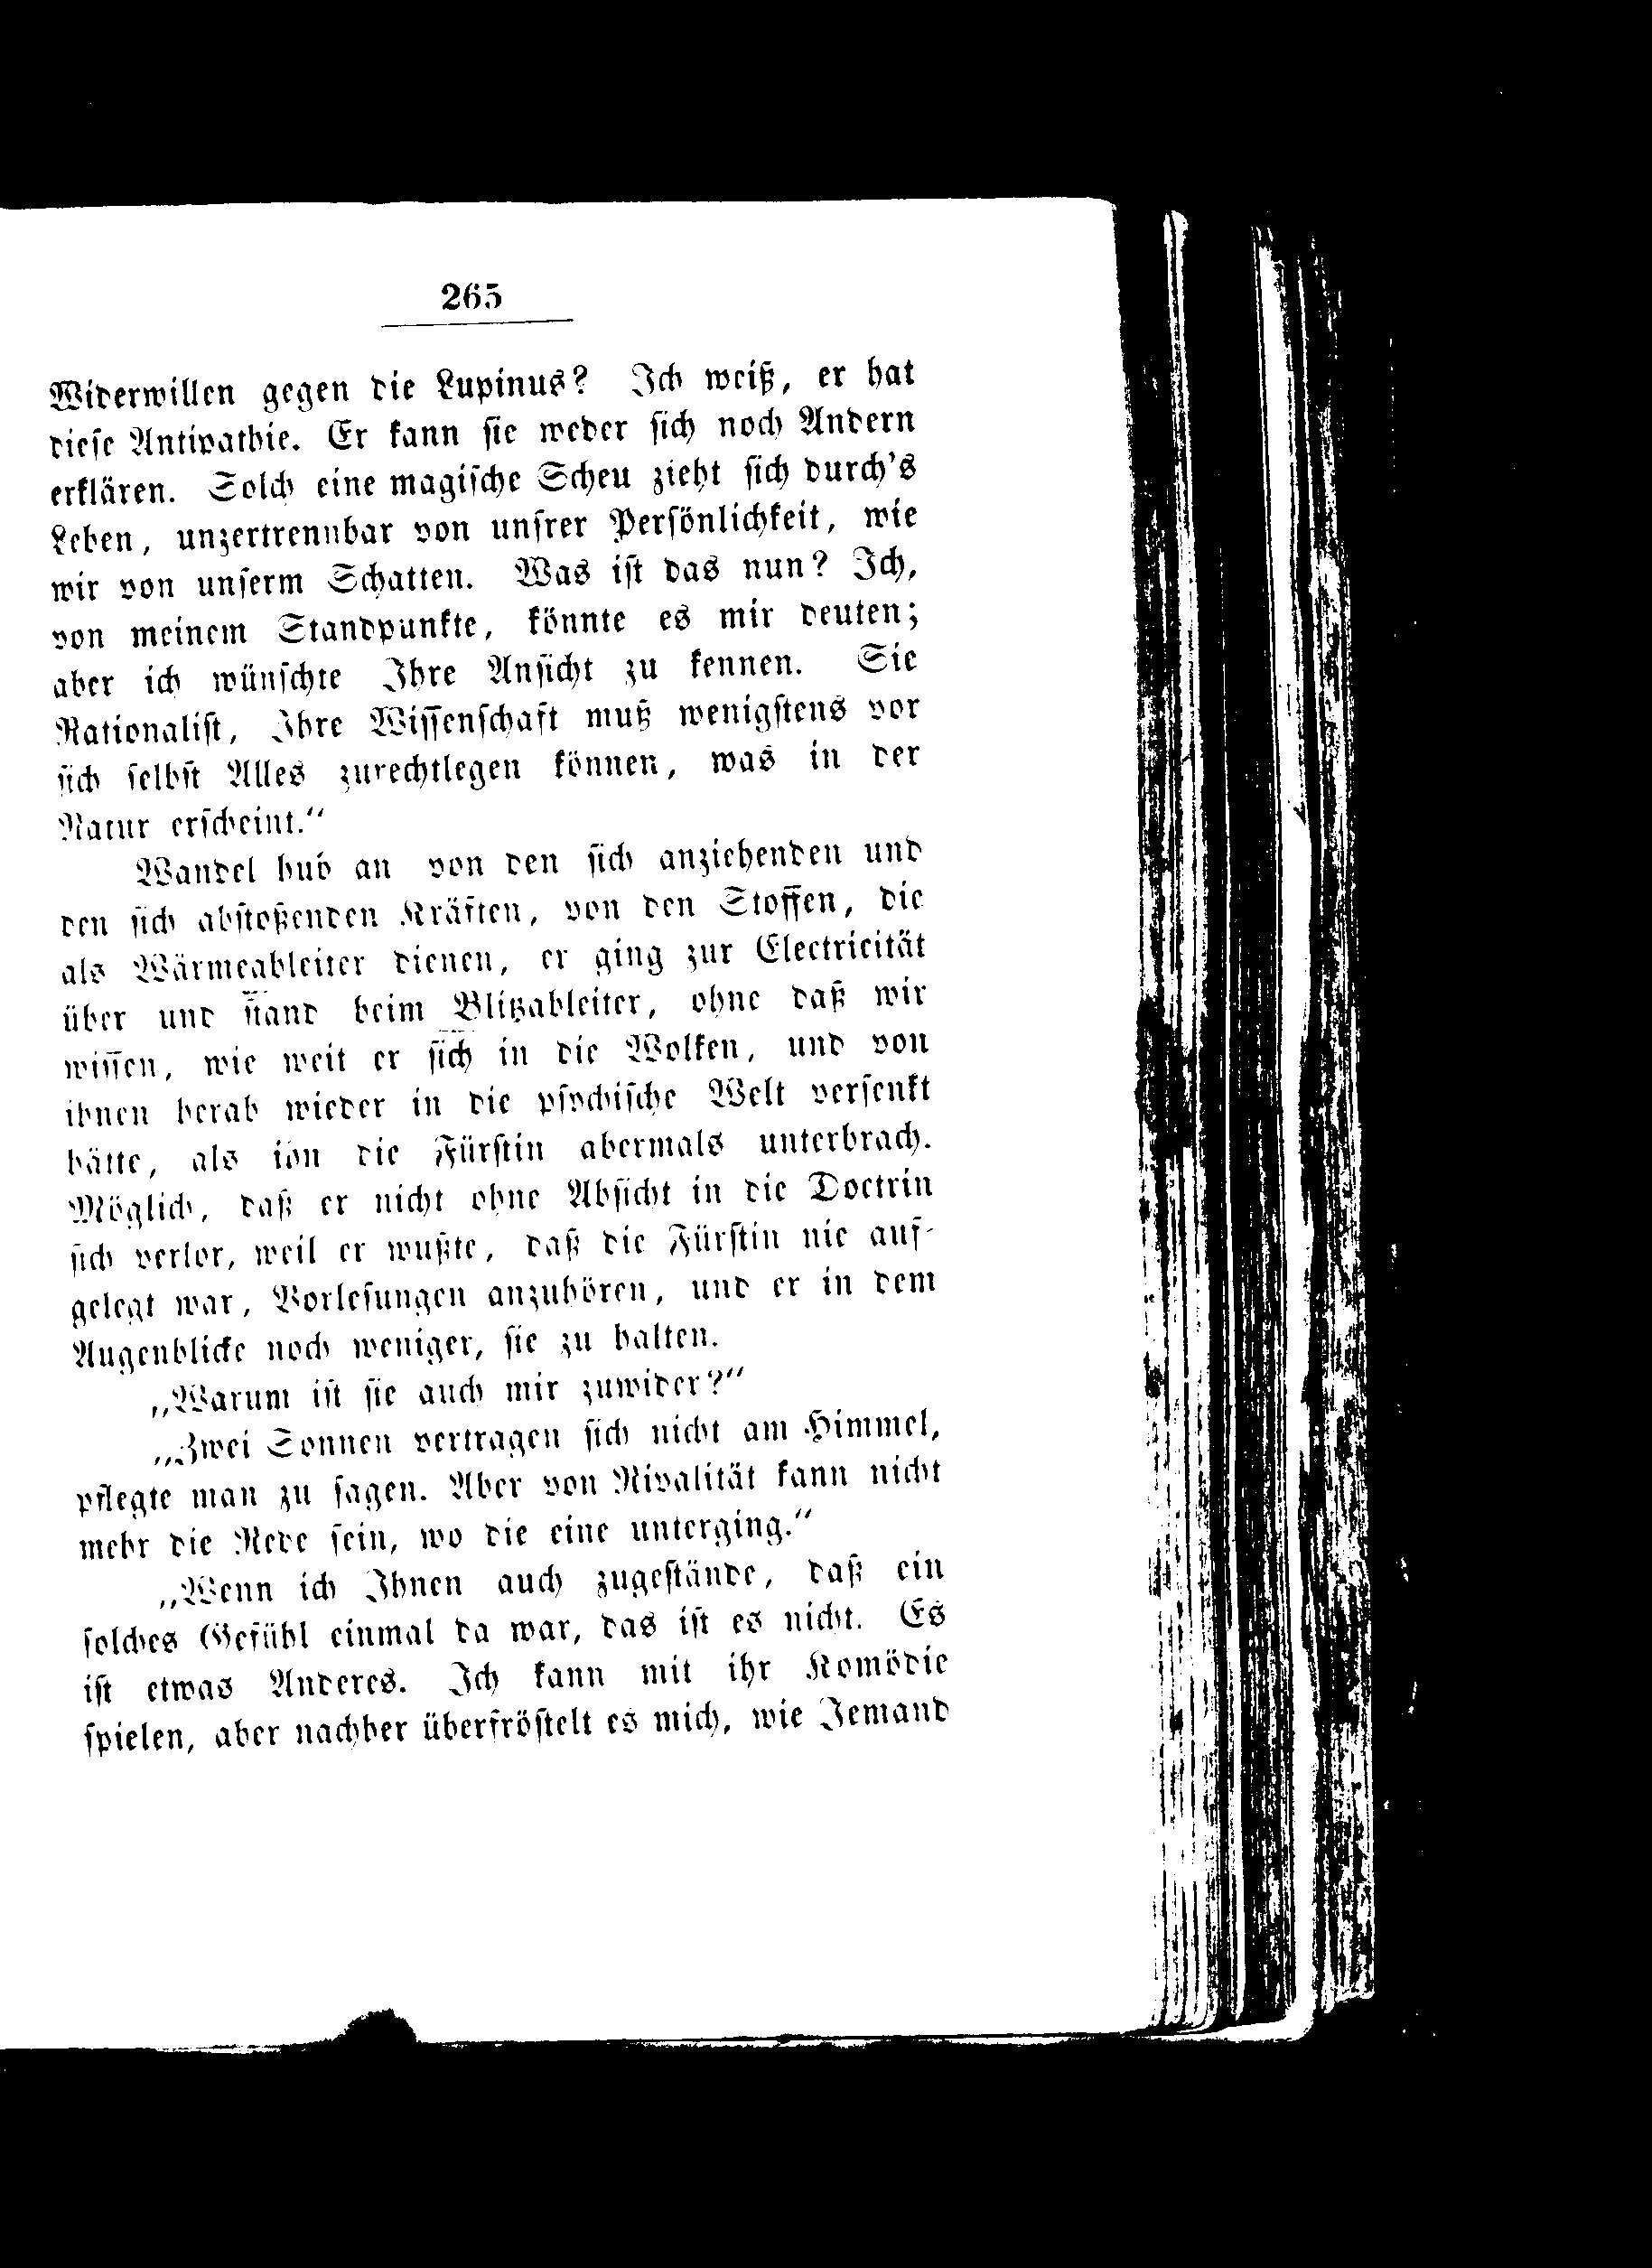 265
Widerwillen gegen die Lupinus? Ich weiß, er hat
dieſe Antipathie. Er kann ſie weder ſich noch Andern
erklären. Solch eine magiſche Scheu zieht ſich durch's
Leben, unzertrennbar von unſrer Perſönlichkeit, wie
wir von unſerm Schatten. Was iſt das nun? Ich,
von meinem Standpunkte, könnte es mir deuten;
aber ich wünſchte Ihre Anſicht zu kennen. Sie
Rationaliſt, Ihre Wiſſenſchaft muß wenigſtens vor
ſich ſelbſt Alles zurechtlegen können, was in der
Natur erſcheint.“
Wandel hub an von den ſich anziehenden und
den ſich abſtoßenden Kräften, von den Stoffen, die
als Wärmeableiter dienen, er ging zur Electricität
über und ſtand beim Blitzableiter, ohne daß wir
wiſſen, wie weit er ſich in die Wolken, und von
ihnen herab wieder in die pſychiſche Welt verſenkt
hätte, als ihn die Fürſtin abermals unterbrach.
Möglich, daß er nicht ohne Abſicht in die Doctrin
ſich verlor, weil er wußte, daß die Fürſtin nie auf-
gelegt war, Vorleſungen anzuhören, und er in dem
Augenblicke noch weniger, ſie zu halten.
„Warum iſt ſie auch mir zuwider?“
„Zwei Sonnen vertragen ſich nicht am Himmel,
pflegte man zu ſagen. Aber von Rivalität kann nicht
mehr die Rede ſein, wo die eine unterging.“
„Wenn ich Ihnen auch zugeſtände, daß ein
ſolches Gefühl einmal da war, das iſt es nicht. Es
iſt etwas Anderes. Ich kann mit ihr Komödie
ſpielen, aber nachher überfröſtelt es mich, wie Jemand